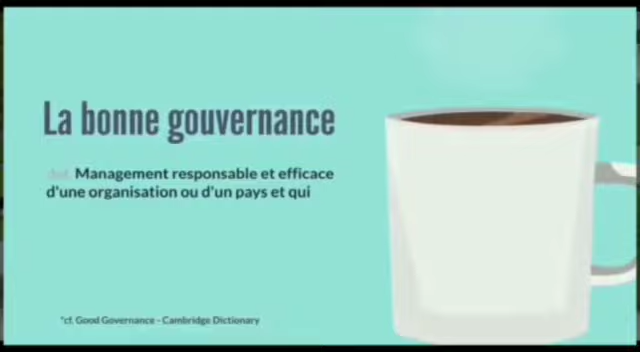 La bonne gouvernance
Management responsable et efficace
d'une organisation ou d'un pays et qui
*cf. Good Governance - Cambridge Dictionary